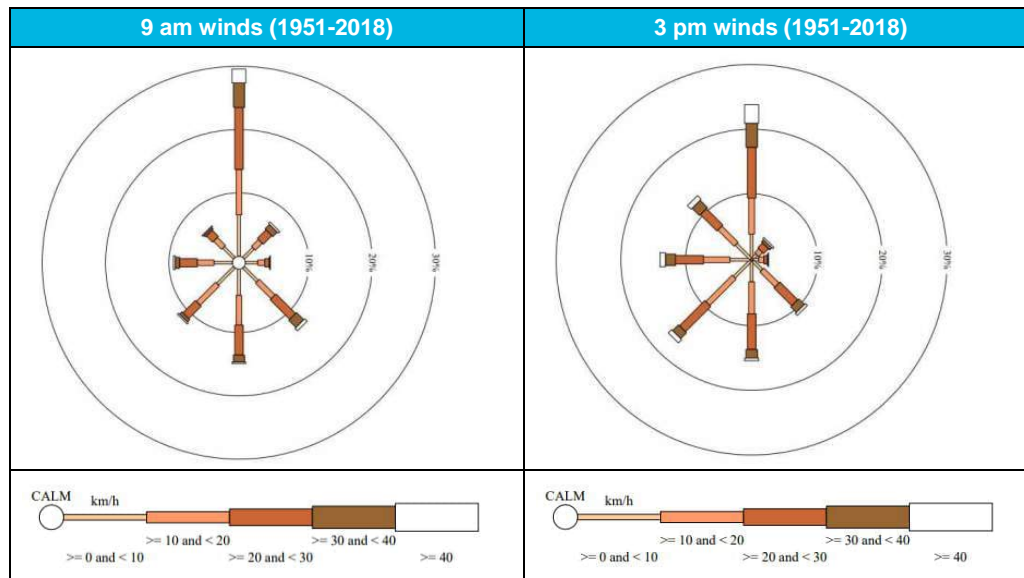 9 am winds (1951-2018)
3 pm winds (1951-2018)
10%
20%
30%
10%
20%
30%
CALM
km/h
>= 10 and < 20
>= 30 and < 40
>= 0 and < 10
>= 20 and < 30
>= 40
CALM
km/h
>= 10 and < 20
>= 30 and < 40
>= 0 and < 10
>= 20 and < 30
>= 40